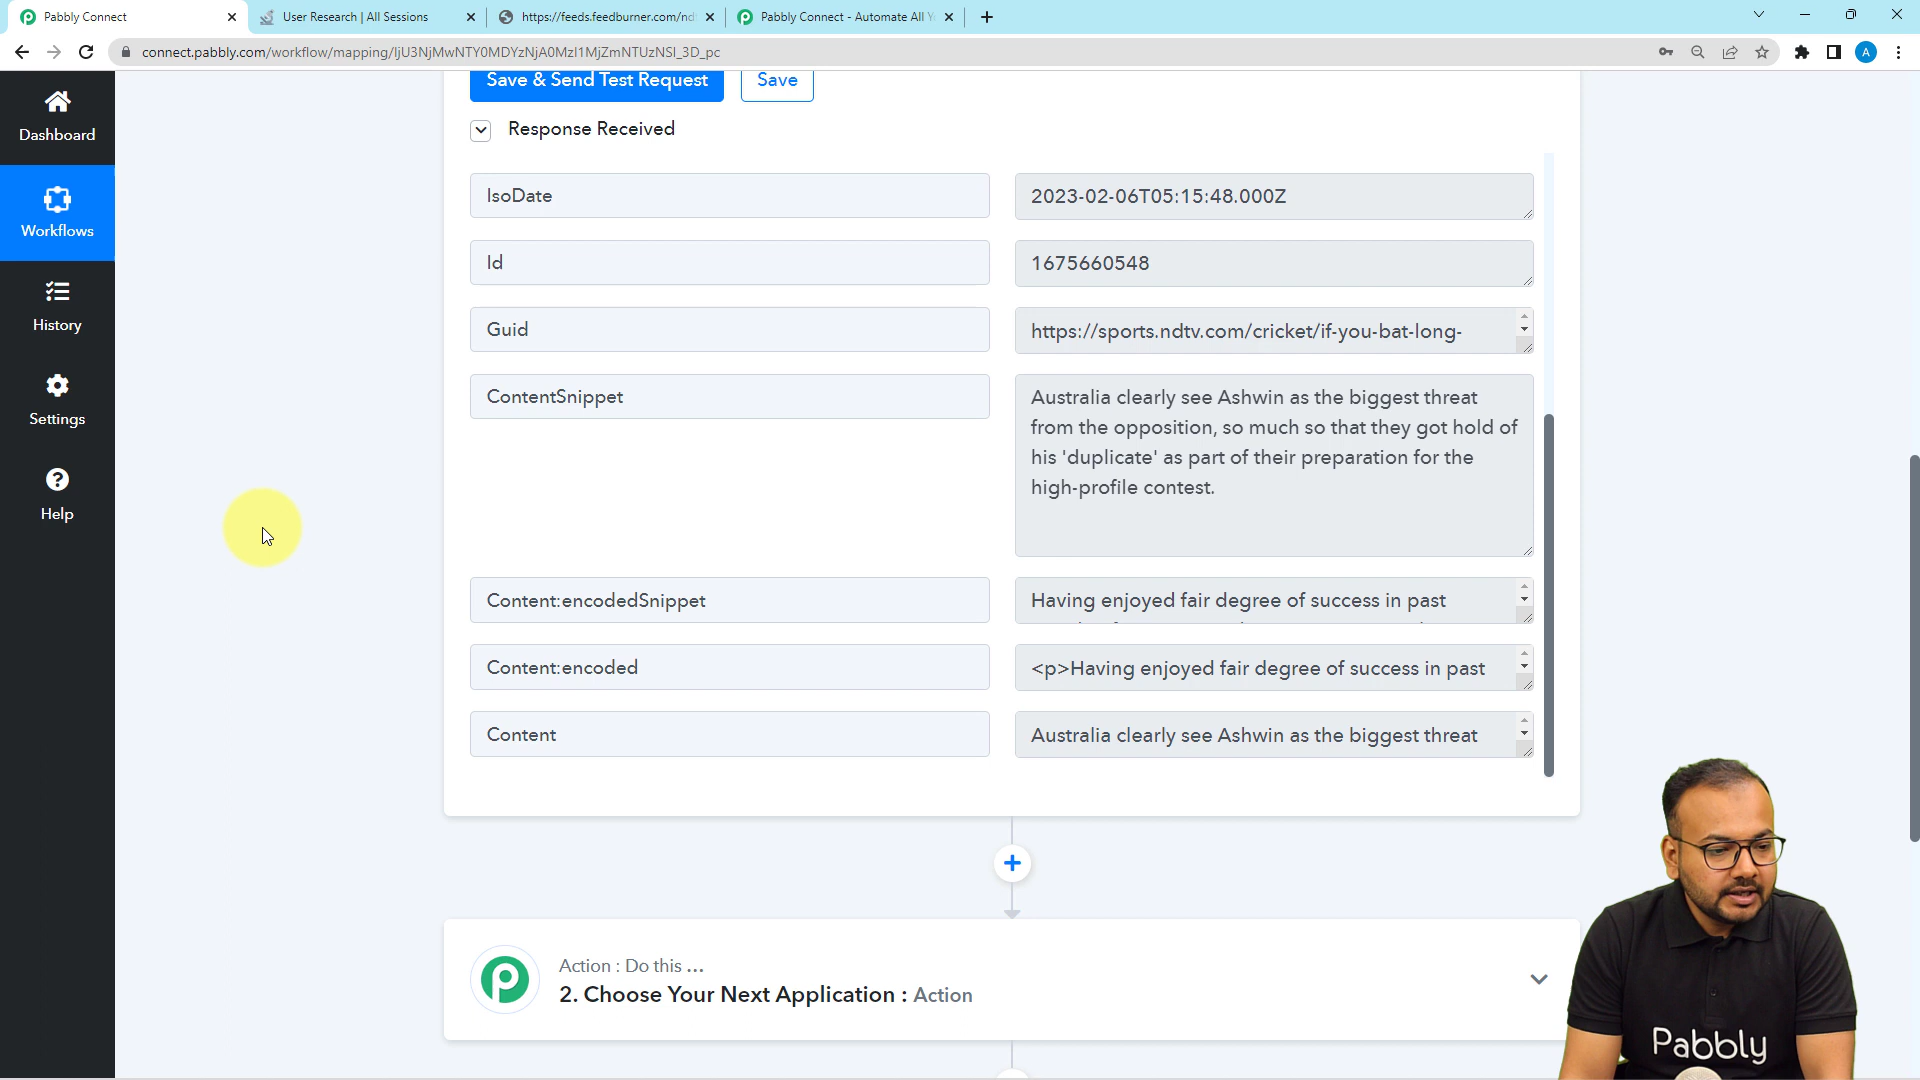 Pabbly Connect
User Research | All Sessions
https://feeds.feedburner.com/nd
Pabbly Connect - Automate All Y
connect.pabbly.com/workflow/mapping/IjU3NjMwNTY0MDYzNjA0MzI1MjZmNTUzNSI_3D_pc
A
Save & Send Test Request
Save
Dashboard
Response Received
IsoDate
2023-02-06T05:15:48.000Z
Workflows
Id
1675660548
History
Guid
https://sports.ndtv.com/cricket/if-you-bat-long-
Settings
ContentSnippet
Australia clearly see Ashwin as the biggest threat
from the opposition, so much so that they got hold of
his 'duplicate' as part of their preparation for the
high-profile contest.
Help
Content:encodedSnippet
Having enjoyed fair degree of success in past
Content:encoded
<p>Having enjoyed fair degree of success in past
Content
Australia clearly see Ashwin as the biggest threat
Action : Do this ...
2. Choose Your Next Application : Action
Pabbly